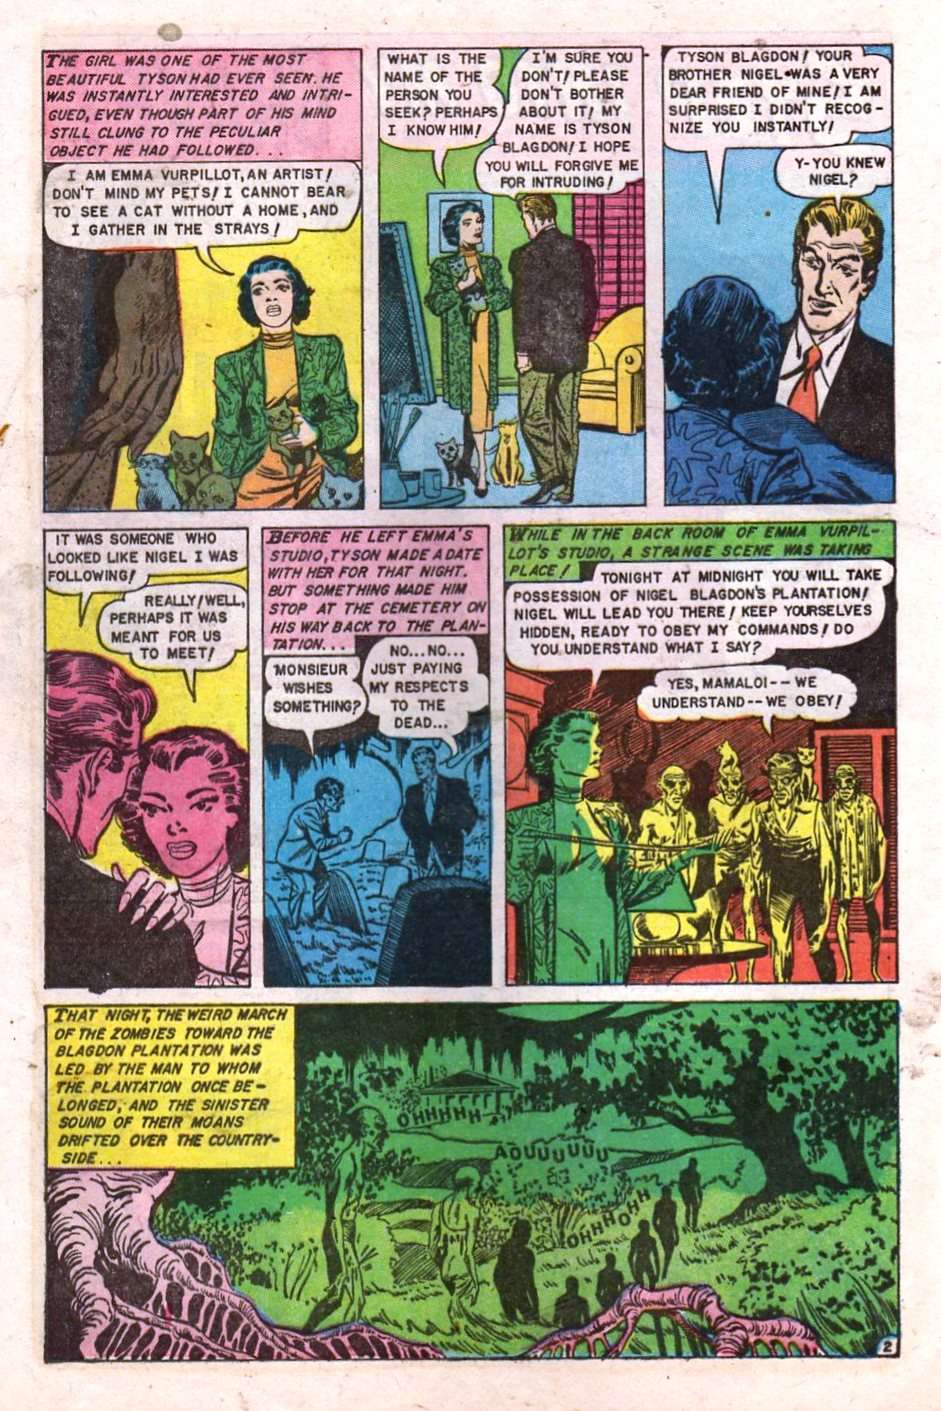 THE GIRL WAS ONE OF THE MOST
BEAUTIFUL TYSON HAD EVER SEEN. HE
WAS INSTANTLY INTERESTED AND INTRI-
GUED, EVEN THOUGH PART OF HIS MIND
STILL CLUNG TO THE PECULIAR
OBJECT HE HAD FOLLOWED...
I AM EMMA VURPILLOT, AN ARTIST!
DON'T MIND MY PETS! I CANNOT BEAR
TO SEE A CAT WITHOUT A HOME, AND
I GATHER IN THE STRAYS!
WHAT IS THE
NAME OF THE
PERSON YOU
SEEK? PERHAPS
I KNOW HIM!
I'M SURE YOU
DON'T! PLEASE
DON'T BOTHER
ABOUT IT! MY
NAME IS TYSON
BLAGDON! I HOPE
YOU WILL FORGIVE ME
FOR INTRUDING!
TYSON BLAGDON! YOUR
BROTHER NIGEL WAS A VERY
DEAR FRIEND OF MINE! I AM
SURPRISED I DIDN'T RECOG-
NIZE YOU INSTANTLY!
Y-YOU KNEW
NIGEL?
IT WAS SOMEONE WHO
LOOKED LIKE NIGEL I WAS
FOLLOWING!
REALLY! WELL,
PERHAPS IT WAS
MEANT FOR US
TO MEET!
BEFORE HE LEFT EMMA'S
STUDIO, TYSON MADE A DATE
WITH HER FOR THAT NIGHT.
BUT SOMETHING MADE HIM
STOP AT THE CEMETERY ON
HIS WAY BACK TO THE PLAN-
TATION...
MONSIEUR
WISHES
SOMETHING?
NO...NO...
JUST PAYING
MY RESPECTS
TO THE
DEAD...
WHILE IN THE BACK ROOM OF EMMA VURPIL-
LOT'S STUDIO, A STRANGE SCENE WAS TAKING
PLACE!
TONIGHT AT MIDNIGHT YOU WILL TAKE
POSSESSION OF NIGEL BLAGDON'S PLANTATION!
NIGEL WILL LEAD YOU THERE! KEEP YOURSELVES
HIDDEN, READY TO OBEY MY COMMANDS! DO
YOU UNDERSTAND WHAT I SAY?
YES, MAMALOI--WE
UNDERSTAND--WE OBEY!
THAT NIGHT, THE WEIRD MARCH
OF THE ZOMBIES TOWARD THE
BLAGDON PLANTATION WAS
LED BY THE MAN TO WHOM
THE PLANTATION ONCE BE-
LONGED, AND THE SINISTER
SOUND OF THEIR MOANS
DRIFTED OVER THE COUNTRY-
SIDE...
OHHHHH
AOUUUUUU
OHHHOHH
2